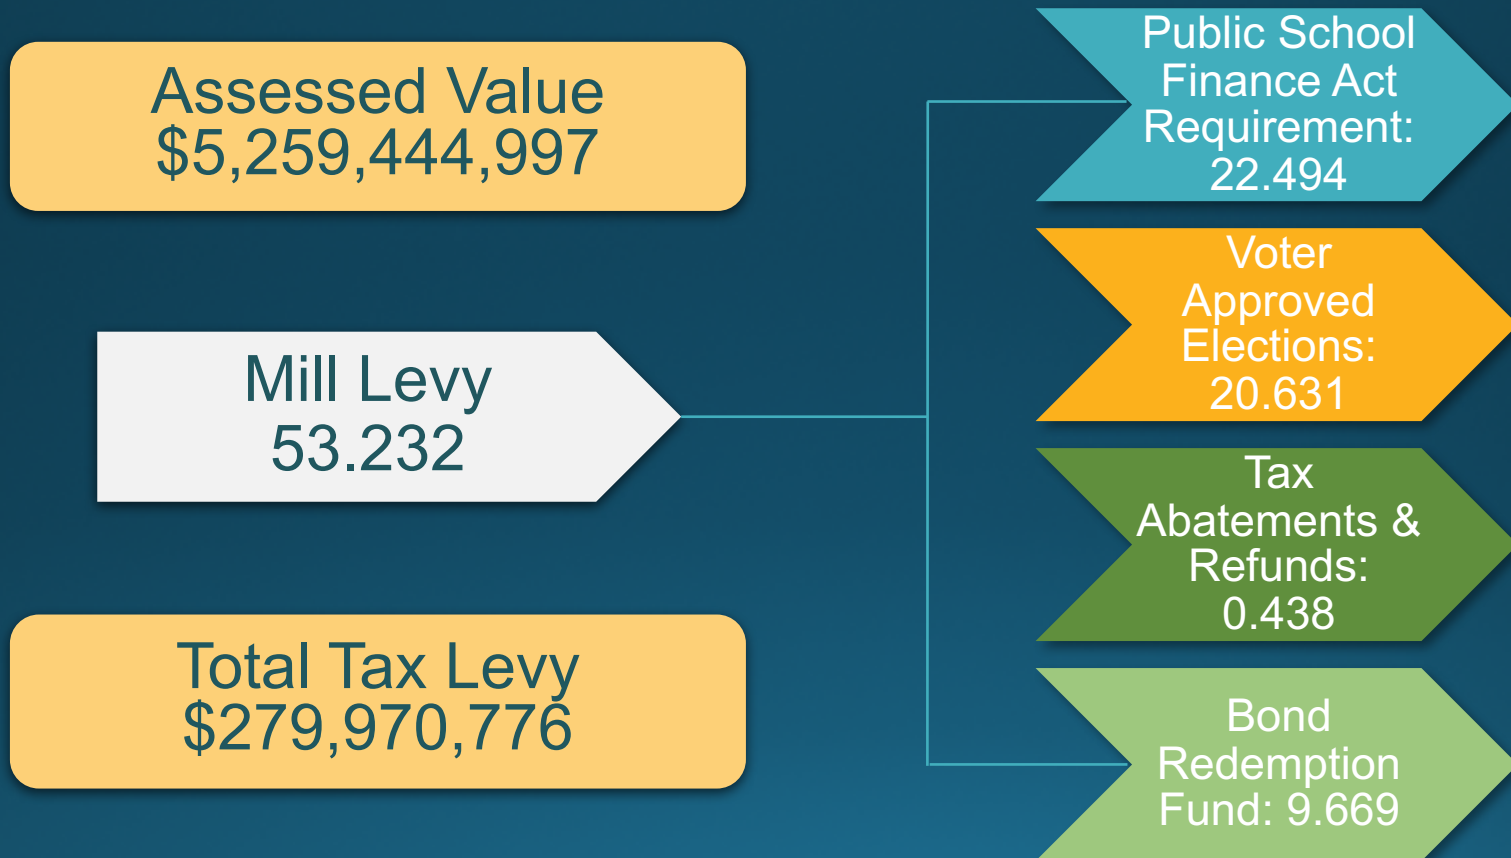 Assessed Value
$5,259,444,997
Mill Levy
53.232
Total Tax Levy
$279,970,776
Public School
Finance Act
Requirement:
22.494
Voter
Approved
Elections:
20.631
Tax
Abatements &
Refunds:
0.438
Bond
Redemption
Fund: 9.669